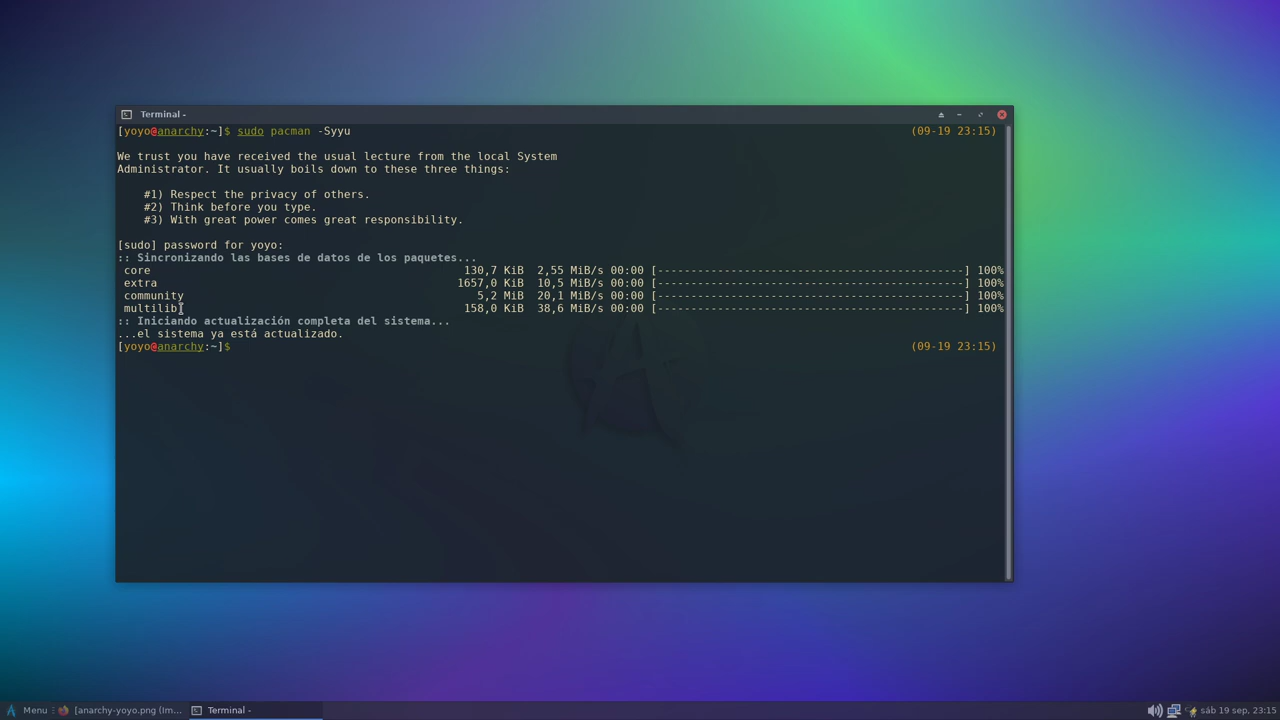 Terminal -
[yoyo@anarchy:~]$ sudo pacman -Syyu (09-19 23:15)
We trust you have received the usual lecture from the local System
Administrator. It usually boils down to these three things:
#1) Respect the privacy of others.
#2) Think before you type.
#3) With great power comes great responsibility.
[sudo] password for yoyo:
:: Sincronizando las bases de datos de los paquetes...
core 130,7 KiB 2,55 MiB/s 00:00 [----------------------------------------------] 100%
extra 1657,0 KiB 10,5 MiB/s 00:00 [----------------------------------------------] 100%
community 5,2 MiB 20,1 MiB/s 00:00 [----------------------------------------------] 100%
multilib 158,0 KiB 38,6 MiB/s 00:00 [----------------------------------------------] 100%
:: Iniciando actualización completa del sistema...
...el sistema ya está actualizado.
[yoyo@anarchy:~]$ (09-19 23:15)
Menu [anarchy-yoyo.png (Im... Terminal - sáb 19 sep, 23:15